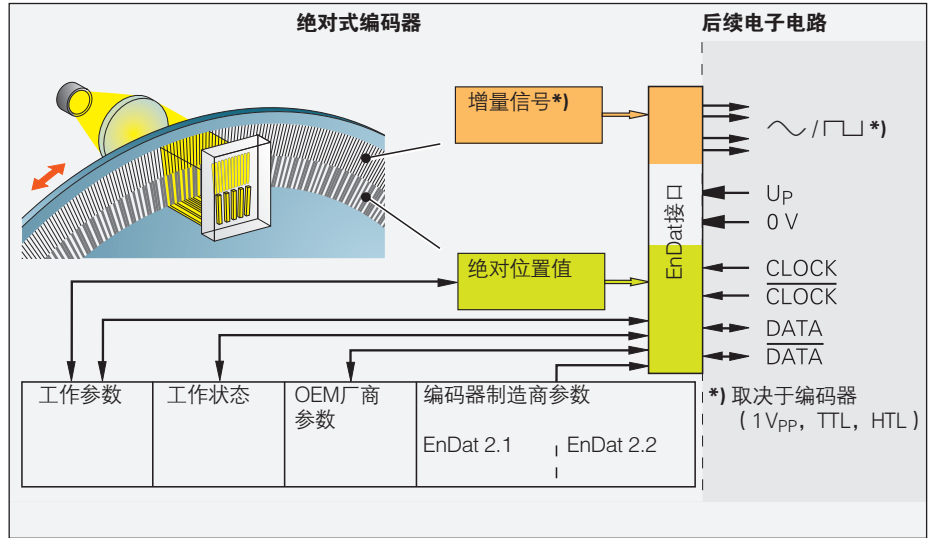 绝对式编码器
后续电子电路
增量信号*)
/ *)
EnDat接口
UP
0 V
绝对位置值
CLOCK
CLOCK
DATA
DATA
工作参数
工作状态
OEM厂商
参数
编码器制造商参数
EnDat 2.1
EnDat 2.2
*) 取决于编码器
（1 VPP，TTL，HTL）